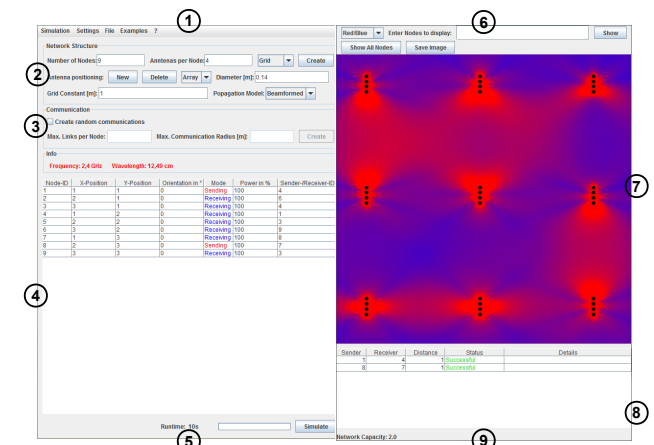 1
Simulation Settings File Examples ?
Network Structure
Number of Nodes: 9 Anntenas per Node: 4 Grid Create
2
Antenna positioning: New Delete Array Diameter [m]: 0.14
Grid Constant [m]: 1 Popagation Model: Beamformed
Communication
3
Create random communications
Max. Links per Node: Max. Communication Radius [m]: Create
Info
Frequency: 2,4 GHz Wavelength: 12,49 cm
Node-ID X-Position Y-Position Orientation in ° Mode Power in % Sender-/Receiver-ID
1 1 1 0 Sending 100 4
2 2 1 0 Receiving 100 6
3 3 1 0 Receiving 100 4
4 1 2 0 Receiving 100 1
5 2 2 0 Receiving 100 3
6 3 2 0 Receiving 100 9
7 1 3 0 Receiving 100 8
8 2 3 0 Sending 100 7
9 3 3 0 Receiving 100 3
4
Runtime: 10s Simulate
5
6
Red/Blue Enter Nodes to display: Show
Show All Nodes Save Image
7
Sender Receiver Distance Status Details
1 4 1 Successful
8 7 1 Successful
8
Network Capacity: 2.0
9